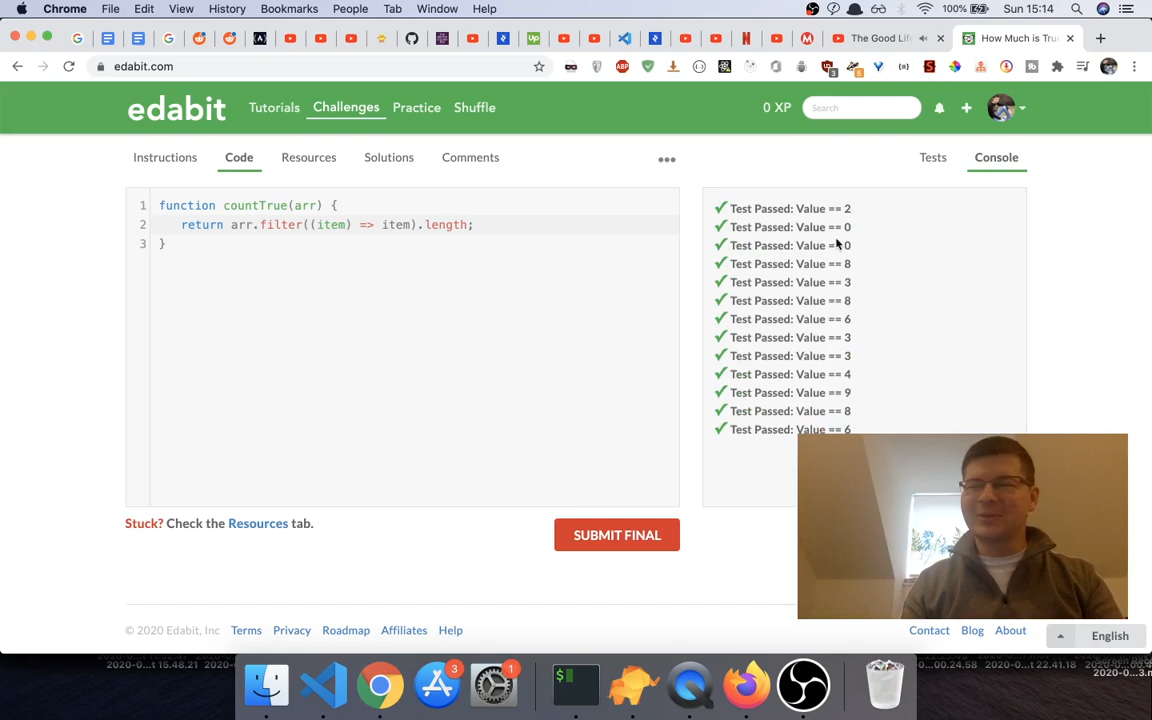 Chrome File Edit View History Bookmarks People Tab Window Help 100% Sun 15:14
The Good Life How Much is True
edabit.com
3 6
edabit Tutorials Challenges Practice Shuffle 0 XP Search
Instructions Code Resources Solutions Comments Tests Console
1 function countTrue(arr) {
2 return arr.filter((item) => item).length;
3 }
Test Passed: Value == 2
Test Passed: Value == 0
Test Passed: Value == 0
Test Passed: Value == 8
Test Passed: Value == 3
Test Passed: Value == 8
Test Passed: Value == 6
Test Passed: Value == 3
Test Passed: Value == 3
Test Passed: Value == 4
Test Passed: Value == 9
Test Passed: Value == 8
Test Passed: Value == 6
Stuck? Check the Resources tab.
SUBMIT FINAL
© 2020 Edabit, Inc Terms Privacy Roadmap Affiliates Help Contact Blog About
English
3 1